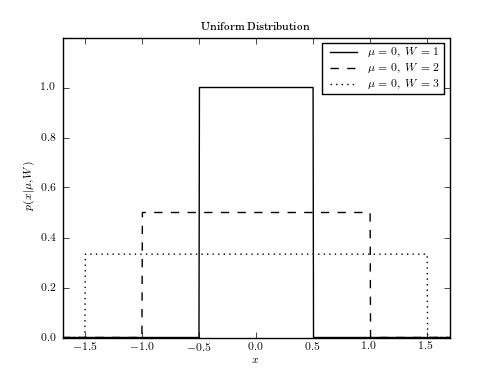 Uniform Distribution
μ = 0, W = 1
μ = 0, W = 2
μ = 0, W = 3
p(x|μ, W)
1.0
0.8
0.6
0.4
0.2
0.0
−1.5 −1.0 −0.5 0.0 0.5 1.0 1.5
x